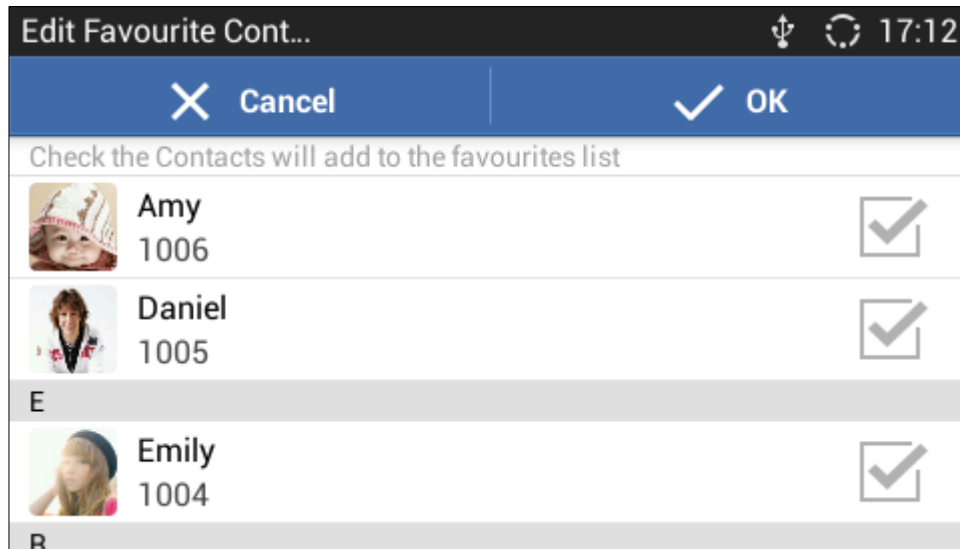 Edit Favourite Cont...
17:12
Cancel
OK
Check the Contacts will add to the favourites list
Amy
1006
Daniel
1005
E
Emily
1004